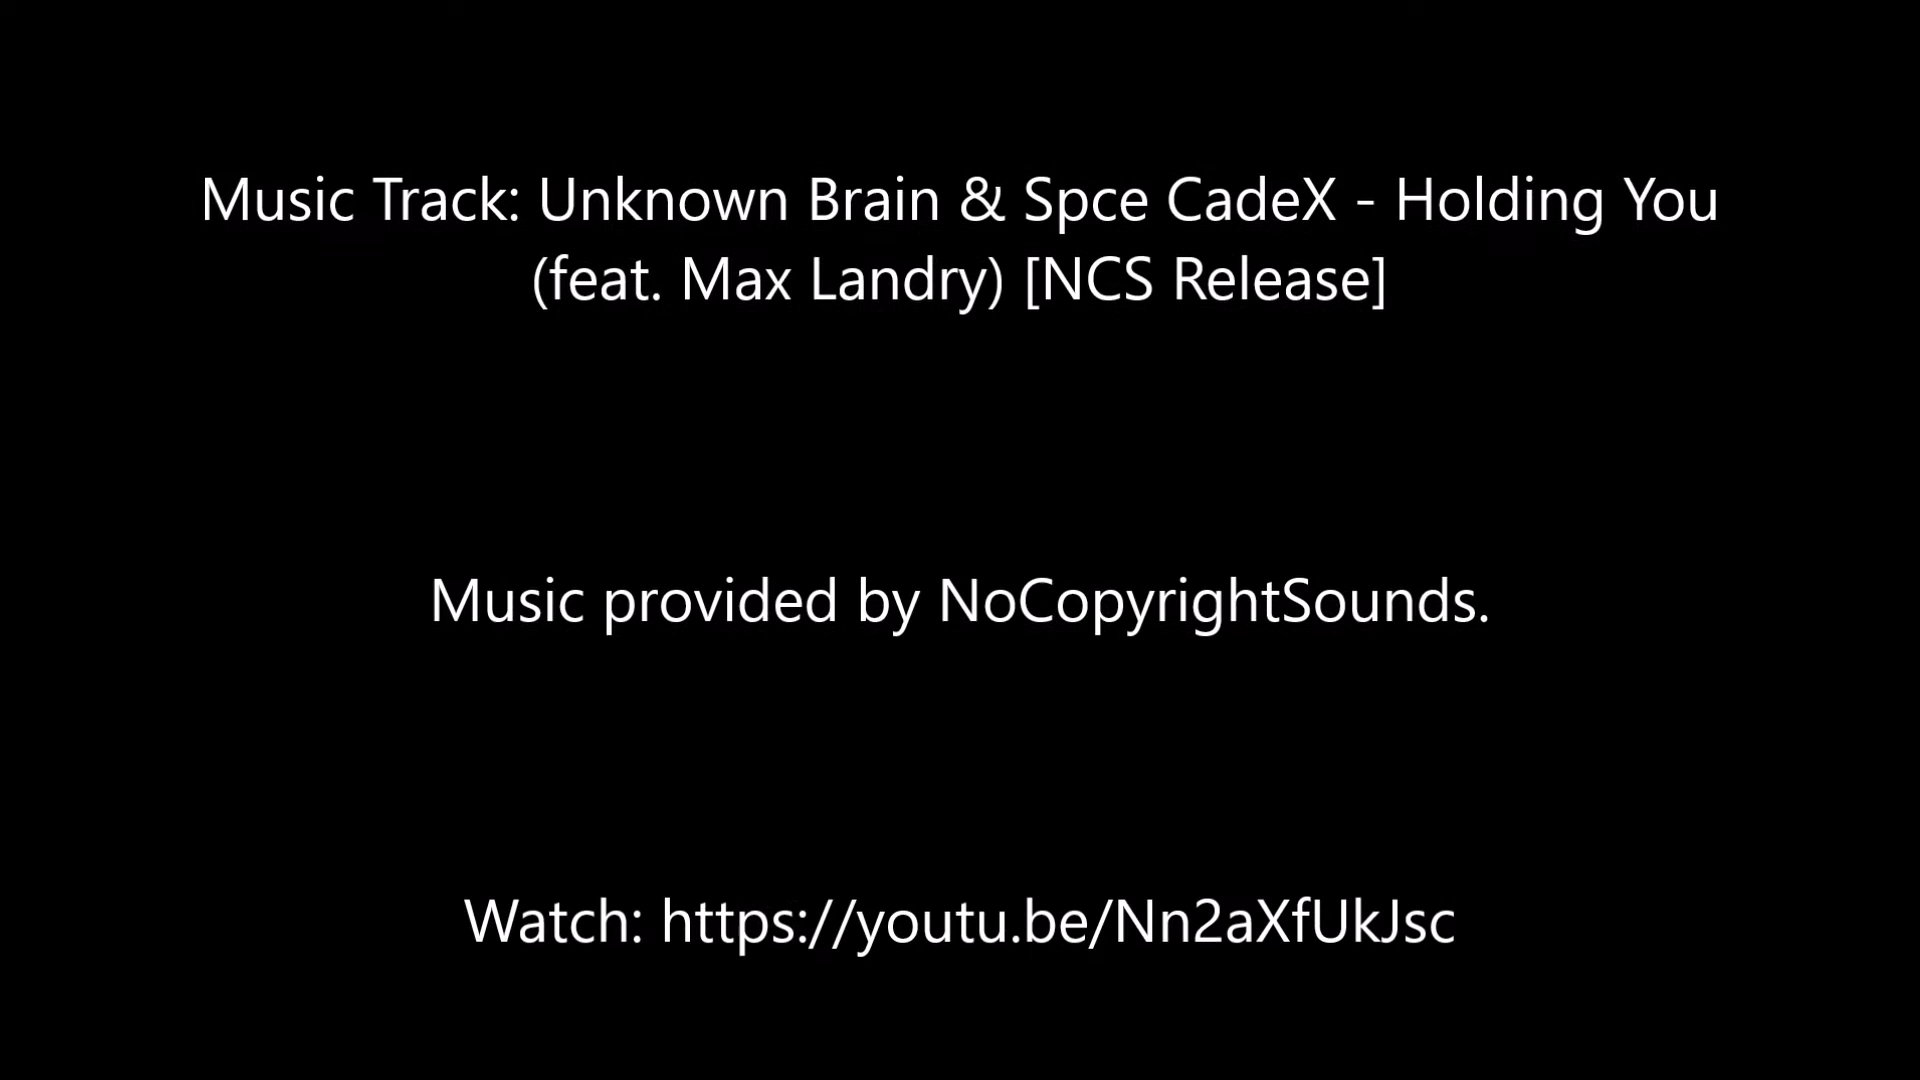 Music Track: Unknown Brain & Spce CadeX - Holding You
(feat. Max Landry) [NCS Release]
Music provided by NoCopyrightSounds.
Watch: https://youtu.be/Nn2aXfUkJsc